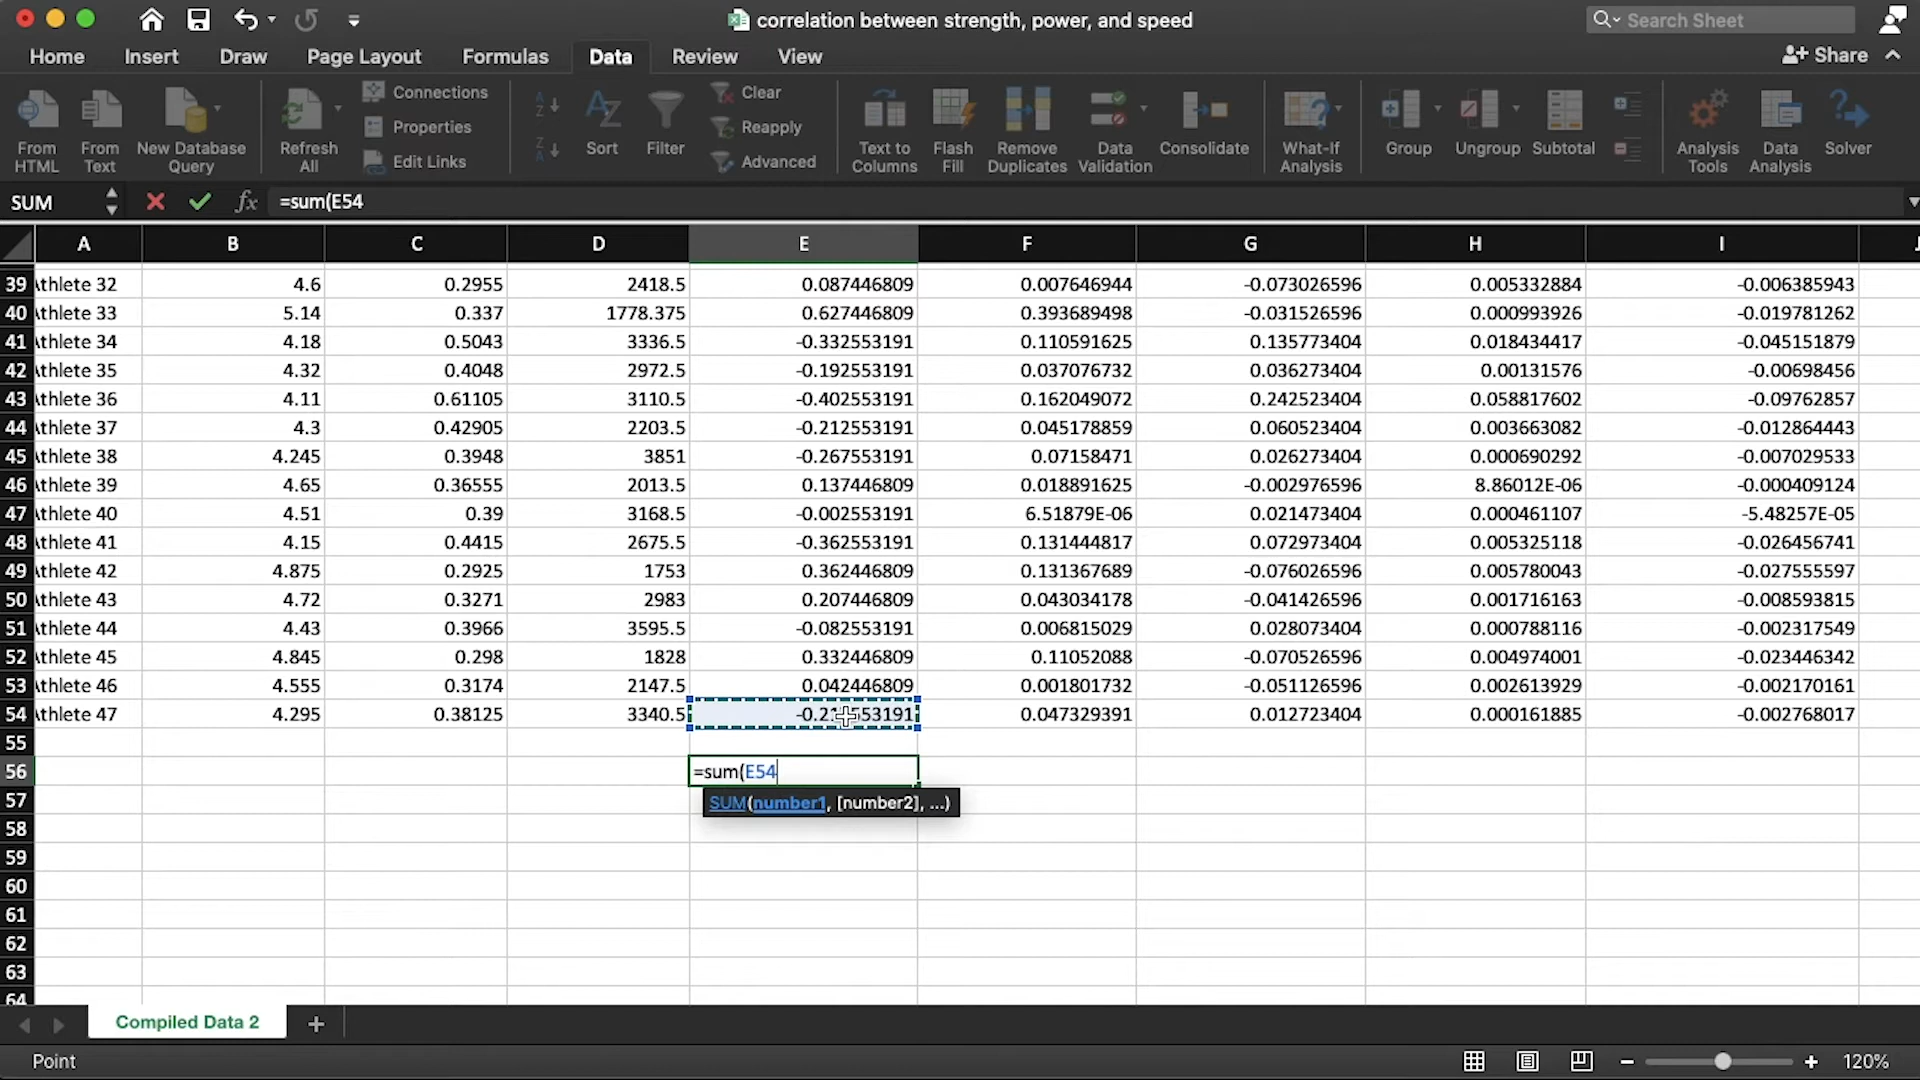 correlation between strength, power, and speed
Search Sheet
Home Insert Draw Page Layout Formulas Data Review View
Share
From HTML
From Text
New Database Query
Refresh All
Connections
Properties
Edit Links
Sort
Filter
Clear
Reapply
Advanced
Text to Columns
Flash Fill
Remove Duplicates
Data Validation
Consolidate
What-If Analysis
Group
Ungroup
Subtotal
Analysis Tools
Data Analysis
Solver
SUM fx =sum(E54
A B C D E F G H I
39 Athlete 32 4.6 0.2955 2418.5 0.087446809 0.007646944 -0.073026596 0.005332884 -0.006385943
40 Athlete 33 5.14 0.337 1778.375 0.627446809 0.393689498 -0.031526596 0.000993926 -0.019781262
41 Athlete 34 4.18 0.5043 3336.5 -0.332553191 0.110591625 0.135773404 0.018434417 -0.045151879
42 Athlete 35 4.32 0.4048 2972.5 -0.192553191 0.037076732 0.036273404 0.00131576 -0.00698456
43 Athlete 36 4.11 0.61105 3110.5 -0.402553191 0.162049072 0.242523404 0.058817602 -0.09762857
44 Athlete 37 4.3 0.42905 2203.5 -0.212553191 0.045178859 0.060523404 0.003663082 -0.012864443
45 Athlete 38 4.245 0.3948 3851 -0.267553191 0.07158471 0.026273404 0.000690292 -0.007029533
46 Athlete 39 4.65 0.36555 2013.5 0.137446809 0.018891625 -0.002976596 8.86012E-06 -0.000409124
47 Athlete 40 4.51 0.39 3168.5 -0.002553191 6.51879E-06 0.021473404 0.000461107 -5.48257E-05
48 Athlete 41 4.15 0.4415 2675.5 -0.362553191 0.131444817 0.072973404 0.005325118 -0.026456741
49 Athlete 42 4.875 0.2925 1753 0.362446809 0.131367689 -0.076026596 0.005780043 -0.027555597
50 Athlete 43 4.72 0.3271 2983 0.207446809 0.043034178 -0.041426596 0.001716163 -0.008593815
51 Athlete 44 4.43 0.3966 3595.5 -0.082553191 0.006815029 0.028073404 0.000788116 -0.002317549
52 Athlete 45 4.845 0.298 1828 0.332446809 0.11052088 -0.070526596 0.004974001 -0.023446342
53 Athlete 46 4.555 0.3174 2147.5 0.042446809 0.001801732 -0.051126596 0.002613929 -0.002170161
54 Athlete 47 4.295 0.38125 3340.5 0.047329391 0.012723404 0.000161885 -0.002768017
55
56 =sum(E54
57 SUM(number1, [number2], ...)
58
59
60
61
62
63
64
Compiled Data 2
Point 120%